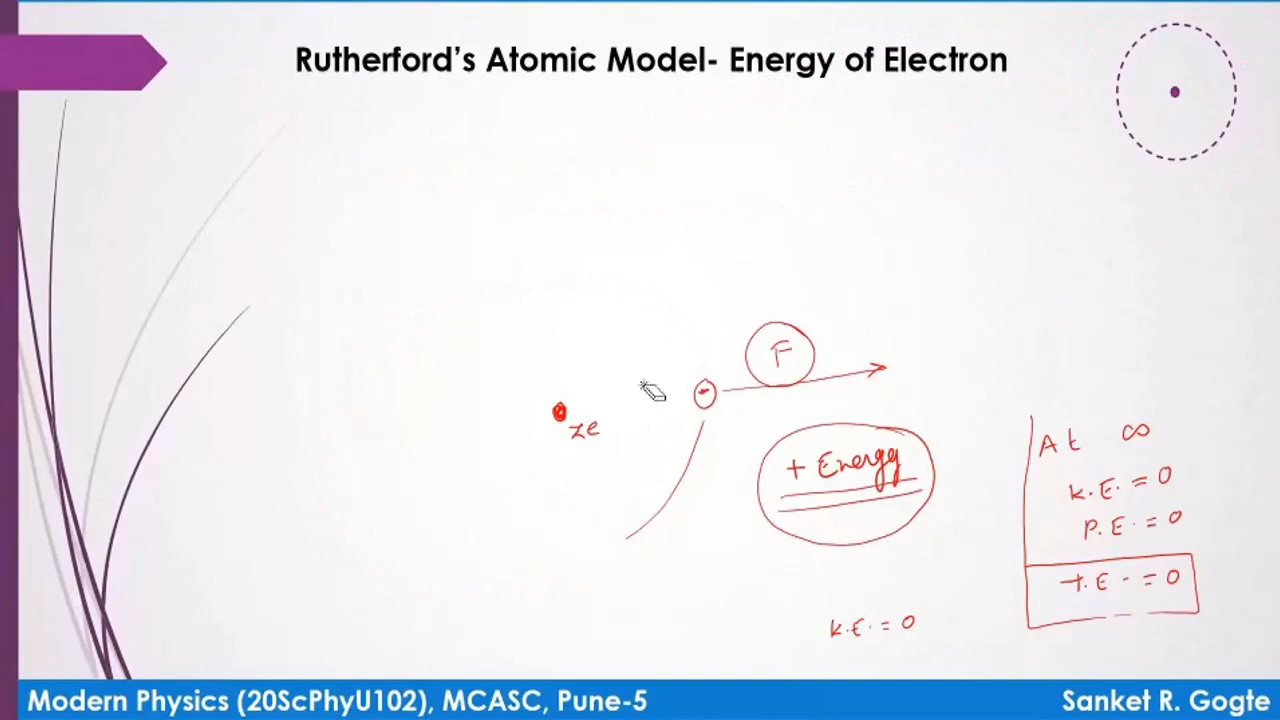 Rutherford's Atomic Model- Energy of Electron
F
-
ze
+ Energy
At ∞
K.E. = 0
P.E. = 0
T.E. = 0
K.E. = 0
Modern Physics (20ScPhyU102), MCASC, Pune-5
Sanket R. Gogte